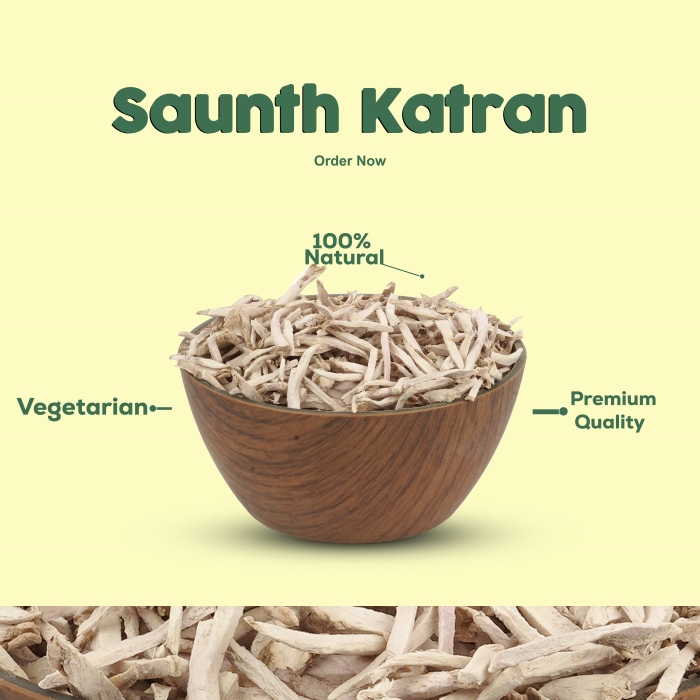 Saunth Katran
Order Now
100%
Natural
Vegetarian
Premium
Quality